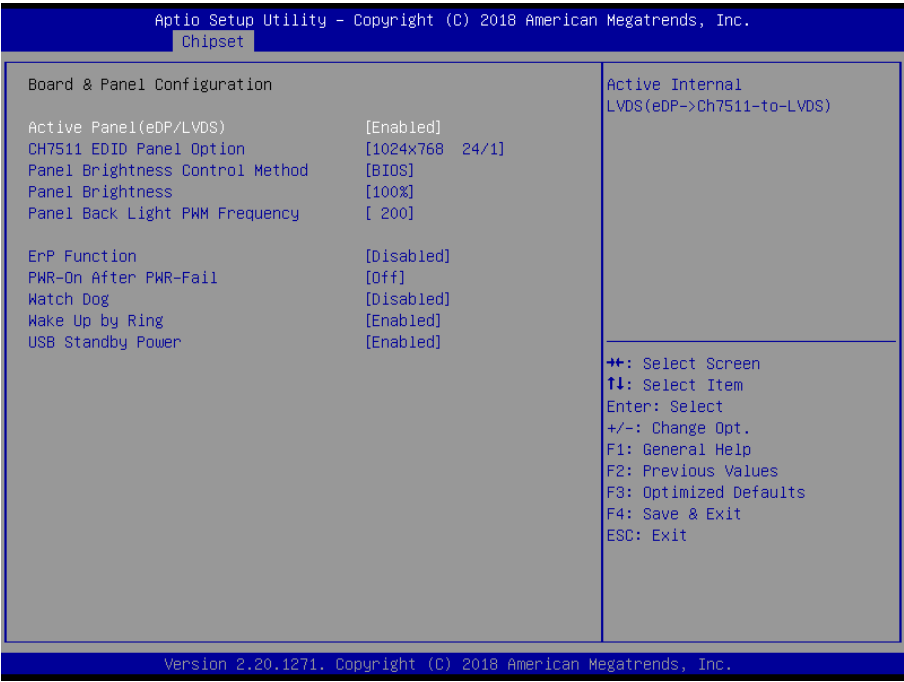 Aptio Setup Utility – Copyright (C) 2018 American Megatrends, Inc.
Chipset
Board & Panel Configuration
Active Panel(eDP/LVDS) [Enabled]
CH7511 EDID Panel Option [1024x768 24/1]
Panel Brightness Control Method [BIOS]
Panel Brightness [100%]
Panel Back Light PWM Frequency [ 200]
ErP Function [Disabled]
PWR-On After PWR-Fail [Off]
Watch Dog [Disabled]
Wake Up by Ring [Enabled]
USB Standby Power [Enabled]
Active Internal
LVDS(eDP->Ch7511-to-LVDS)
→←: Select Screen
↑↓: Select Item
Enter: Select
+/-: Change Opt.
F1: General Help
F2: Previous Values
F3: Optimized Defaults
F4: Save & Exit
ESC: Exit
Version 2.20.1271. Copyright (C) 2018 American Megatrends, Inc.